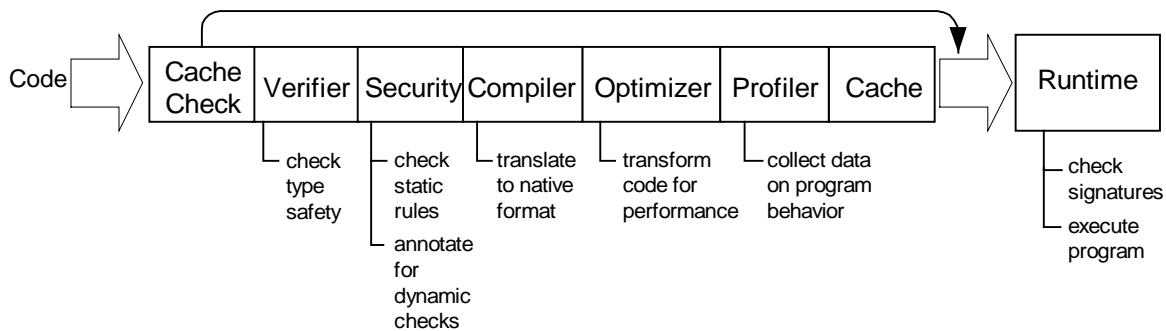 Code
Cache
Check
Verifier
Security
Compiler
Optimizer
Profiler
Cache
Runtime
check
type
safety
check
static
rules
annotate
for
dynamic
checks
translate
to native
format
transform
code for
performance
collect data
on program
behavior
check
signatures
execute
program